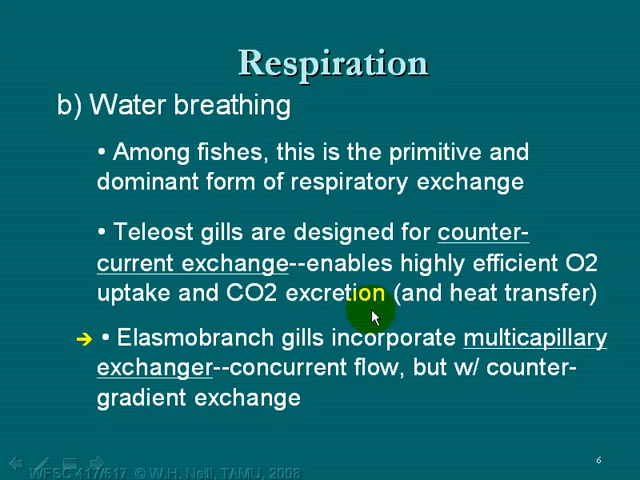 Respiration
b) Water breathing
• Among fishes, this is the primitive and
dominant form of respiratory exchange
• Teleost gills are designed for counter-
current exchange--enables highly efficient O2
uptake and CO2 excretion (and heat transfer)
➔ • Elasmobranch gills incorporate multicapillary
exchanger--concurrent flow, but w/ counter-
gradient exchange
6
WFSC 417/617 © W.H. Neill, TAMU, 2008